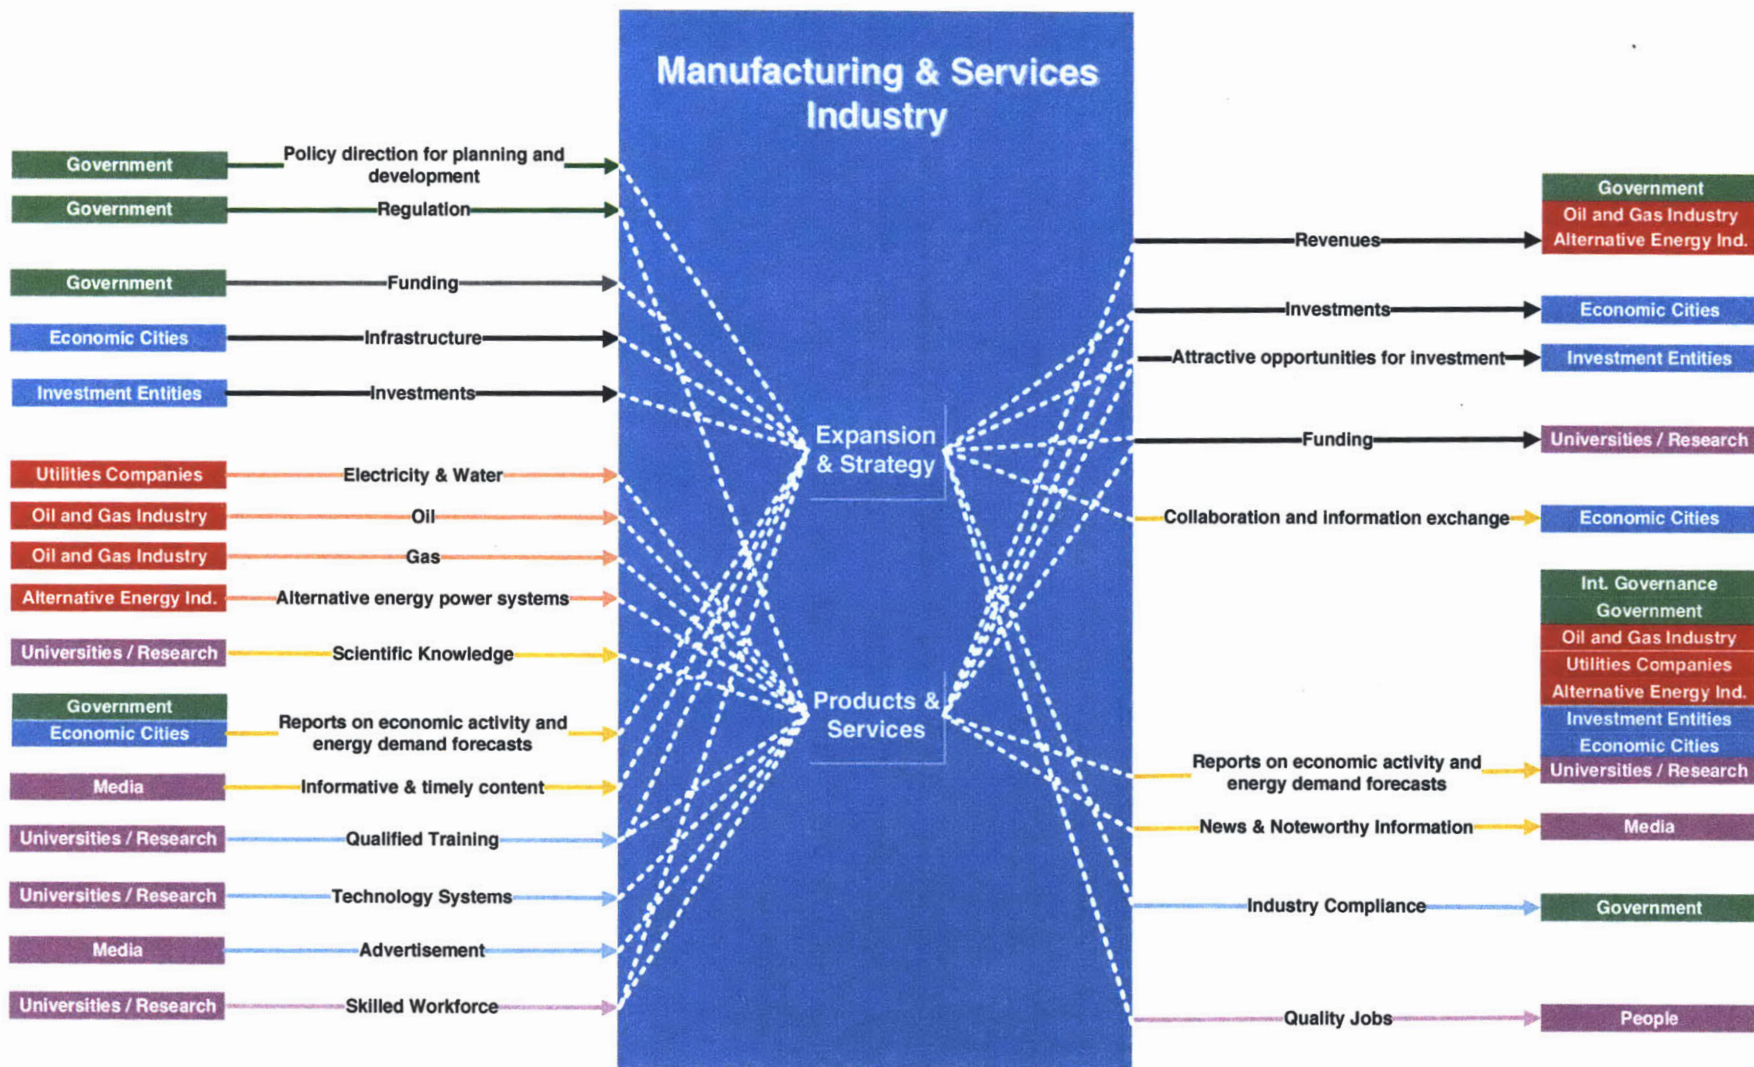 Manufacturing & Services
Industry
Government
Policy direction for planning and
development
Government
Regulation
Government
Funding
Economic Cities
Infrastructure
Investment Entities
Investments
Utilities Companies
Electricity & Water
Oil and Gas Industry
Oil
Oil and Gas Industry
Gas
Alternative Energy Ind.
Alternative energy power systems
Universities / Research
Scientific Knowledge
Government
Economic Cities
Reports on economic activity and
energy demand forecasts
Media
Informative & timely content
Universities / Research
Qualified Training
Universities / Research
Technology Systems
Media
Advertisement
Universities / Research
Skilled Workforce
Expansion
& Strategy
Products &
Services
Revenues
Government
Oil and Gas Industry
Alternative Energy Ind.
Investments
Economic Cities
Attractive opportunities for investment
Investment Entities
Funding
Universities / Research
Collaboration and information exchange
Economic Cities
Reports on economic activity and
energy demand forecasts
Int. Governance
Government
Oil and Gas Industry
Utilities Companies
Alternative Energy Ind.
Investment Entities
Economic Cities
Universities / Research
News & Noteworthy Information
Media
Industry Compliance
Government
Quality Jobs
People